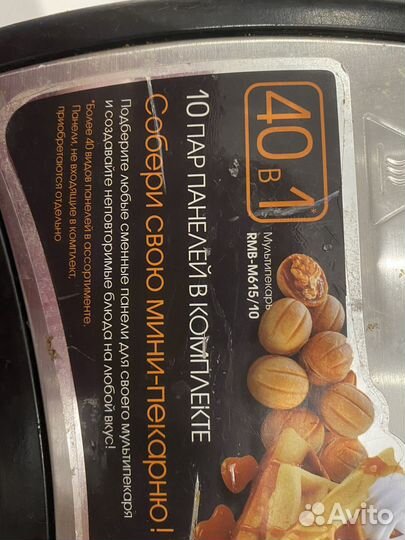 40 в 1*
Мультипекарь
RMB-M615/10
10 ПАР ПАНЕЛЕЙ В КОМПЛЕКТЕ
Собери свою мини-пекарню!
Подберите любые сменные панели для своего мультипекаря
и создавайте неповторимые блюда на любой вкус!
*Более 40 видов панелей в ассортименте.
Панели, не входящие в комплект,
приобретаются отдельно
Avito